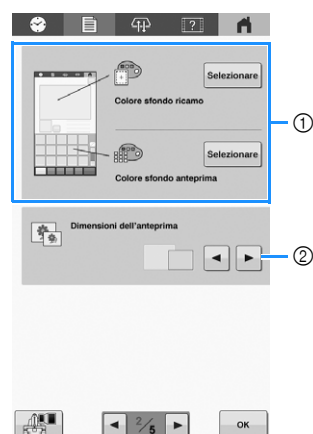 ?
Selezionare
Colore sfondo ricamo
①
Selezionare
Colore sfondo anteprima
Dimensioni dell'anteprima
②
2/5
OK